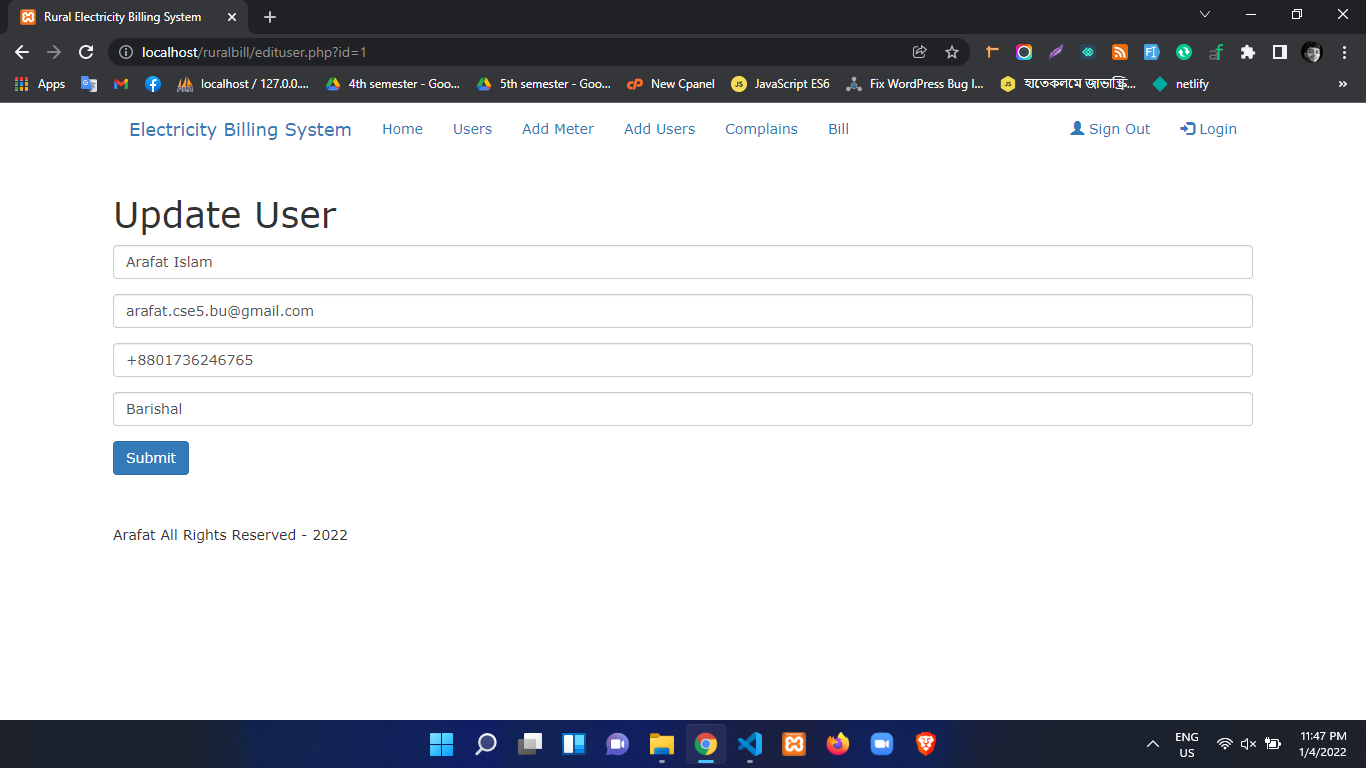 Rural Electricity Billing System
localhost/ruralbill/edituser.php?id=1
Apps localhost / 127.0.0.... 4th semester - Goo... 5th semester - Goo... New Cpanel JavaScript ES6 Fix WordPress Bug I... হাতেকলমে জাভাস্ক্রি... netlify
Electricity Billing System Home Users Add Meter Add Users Complains Bill Sign Out Login
Update User
Arafat Islam
arafat.cse5.bu@gmail.com
+8801736246765
Barishal
Submit
Arafat All Rights Reserved - 2022
ENG 11:47 PM
US 1/4/2022